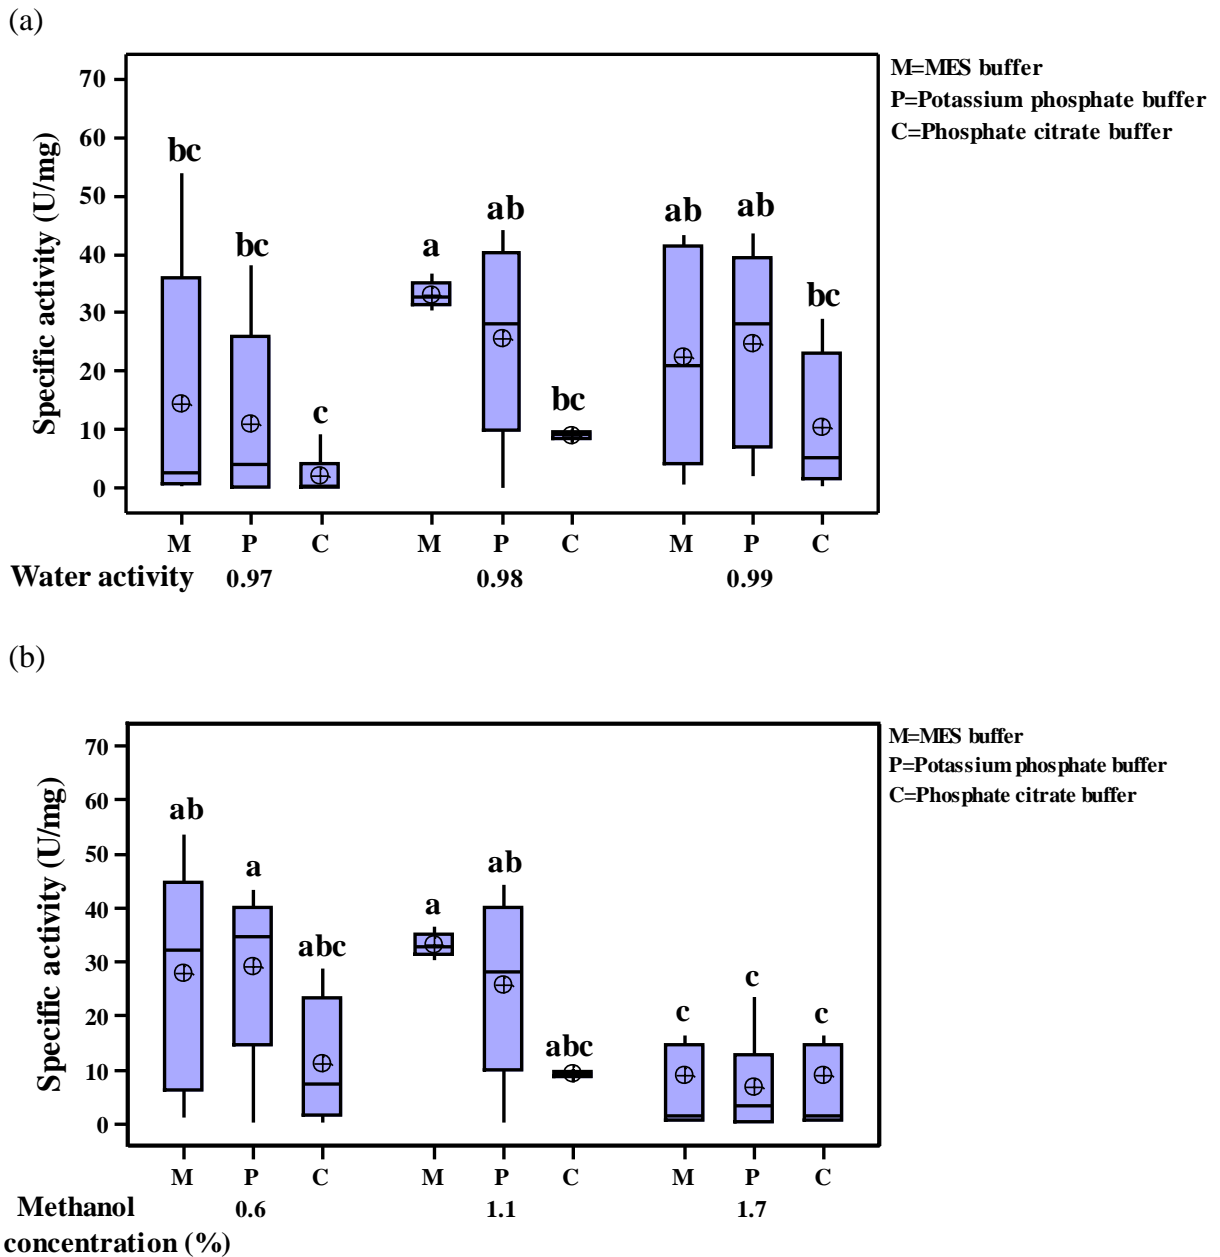 (a)
M=MES buffer
P=Potassium phosphate buffer
C=Phosphate citrate buffer
Specific activity (U/mg)
70
60
50
40
30
20
10
0
bc
bc
c
a
ab
bc
ab
ab
bc
M P C M P C M P C
Water activity 0.97 0.98 0.99
(b)
M=MES buffer
P=Potassium phosphate buffer
C=Phosphate citrate buffer
Specific activity (U/mg)
70
60
50
40
30
20
10
0
ab
a
abc
a
ab
abc
c
c
c
M P C M P C M P C
Methanol 0.6 1.1 1.7
concentration (%)